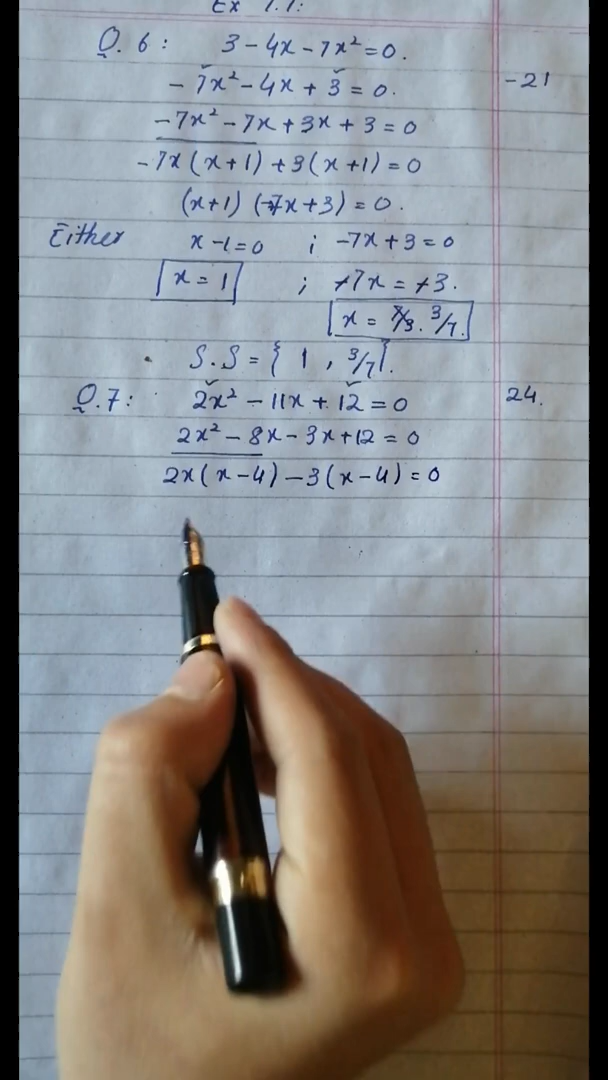 Ex 1.1:
Q.6: 3 - 4x - 7x² = 0.
- 7x² - 4x + 3 = 0. -21
-7x² - 7x + 3x + 3 = 0
-7x (x+1) + 3 (x+1) = 0
(x+1) (-7x+3) = 0.
Either x-1=0 ; -7x+3=0
x = 1 ; -7x = -3.
x = 3/7.
S.S = { 1 , 3/7 }.
Q.7: 2x² - 11x + 12 = 0 24.
2x² - 8x - 3x + 12 = 0
2x (x-4) - 3 (x-4) = 0